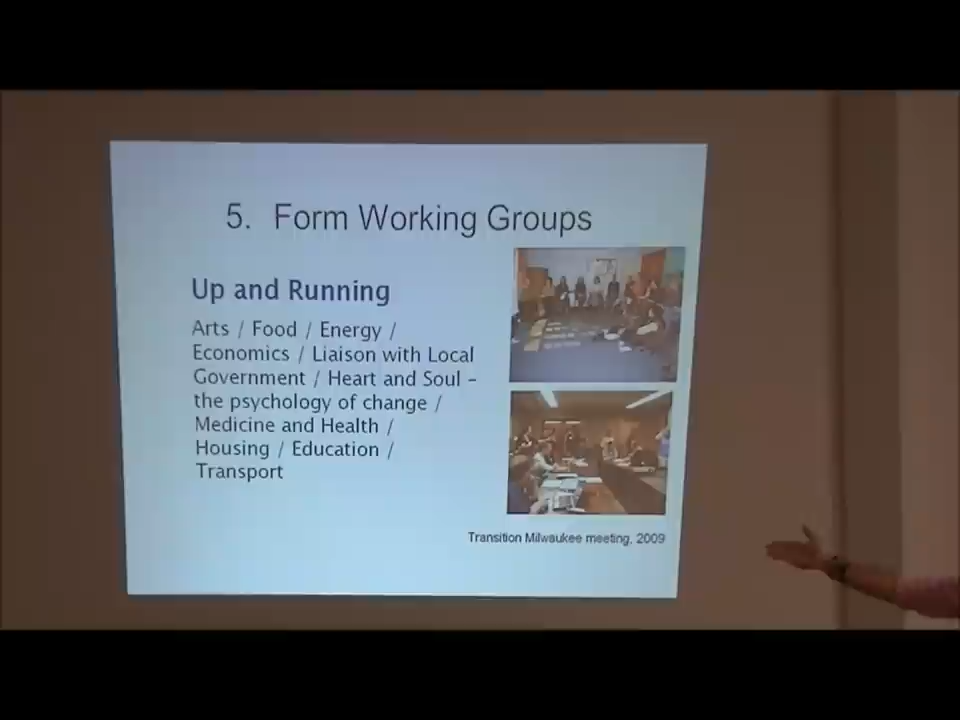 5. Form Working Groups
Up and Running
Arts / Food / Energy /
Economics / Liaison with Local
Government / Heart and Soul –
the psychology of change /
Medicine and Health /
Housing / Education /
Transport
Transition Milwaukee meeting, 2009